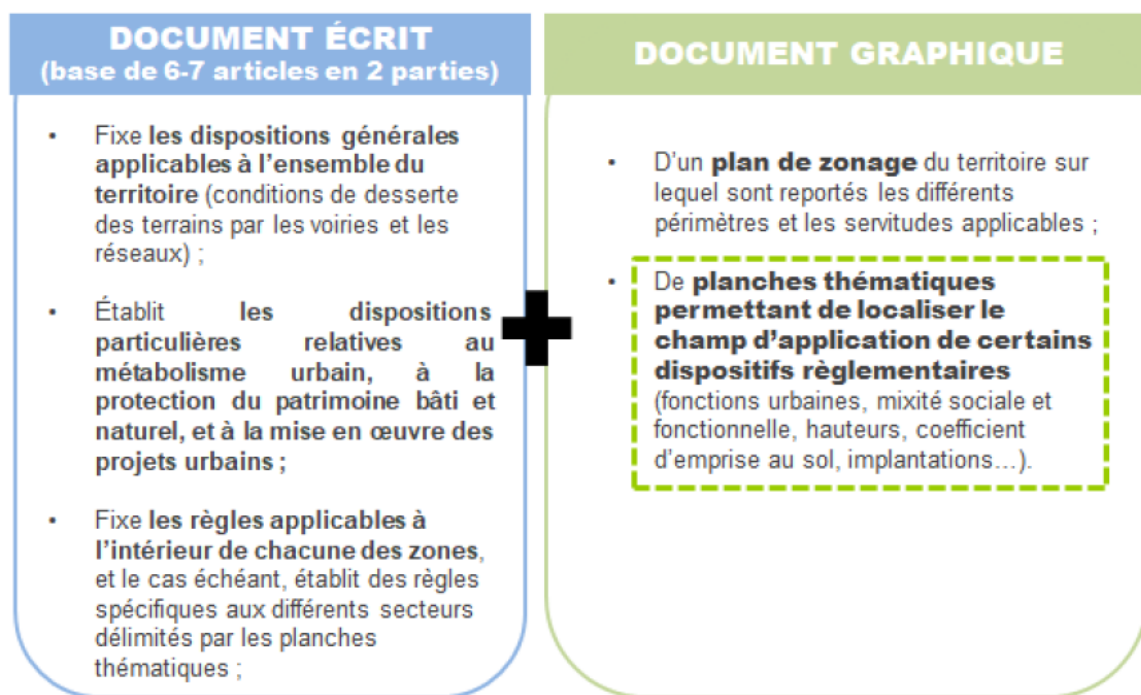 DOCUMENT ÉCRIT
(base de 6-7 articles en 2 parties)
• Fixe les dispositions générales
applicables à l’ensemble du
territoire (conditions de desserte
des terrains par les voiries et les
réseaux) ;
• Établit les dispositions
particulières relatives au
métabolisme urbain, à la
protection du patrimoine bâti et
naturel, et à la mise en œuvre des
projets urbains ;
• Fixe les règles applicables à
l’intérieur de chacune des zones,
et le cas échéant, établit des règles
spécifiques aux différents secteurs
délimités par les planches
thématiques ;
DOCUMENT GRAPHIQUE
• D’un plan de zonage du territoire sur
lequel sont reportés les différents
périmètres et les servitudes applicables ;
• De planches thématiques
permettant de localiser le
champ d’application de certains
dispositifs règlementaires
(fonctions urbaines, mixité sociale et
fonctionnelle, hauteurs, coefficient
d’emprise au sol, implantations…).